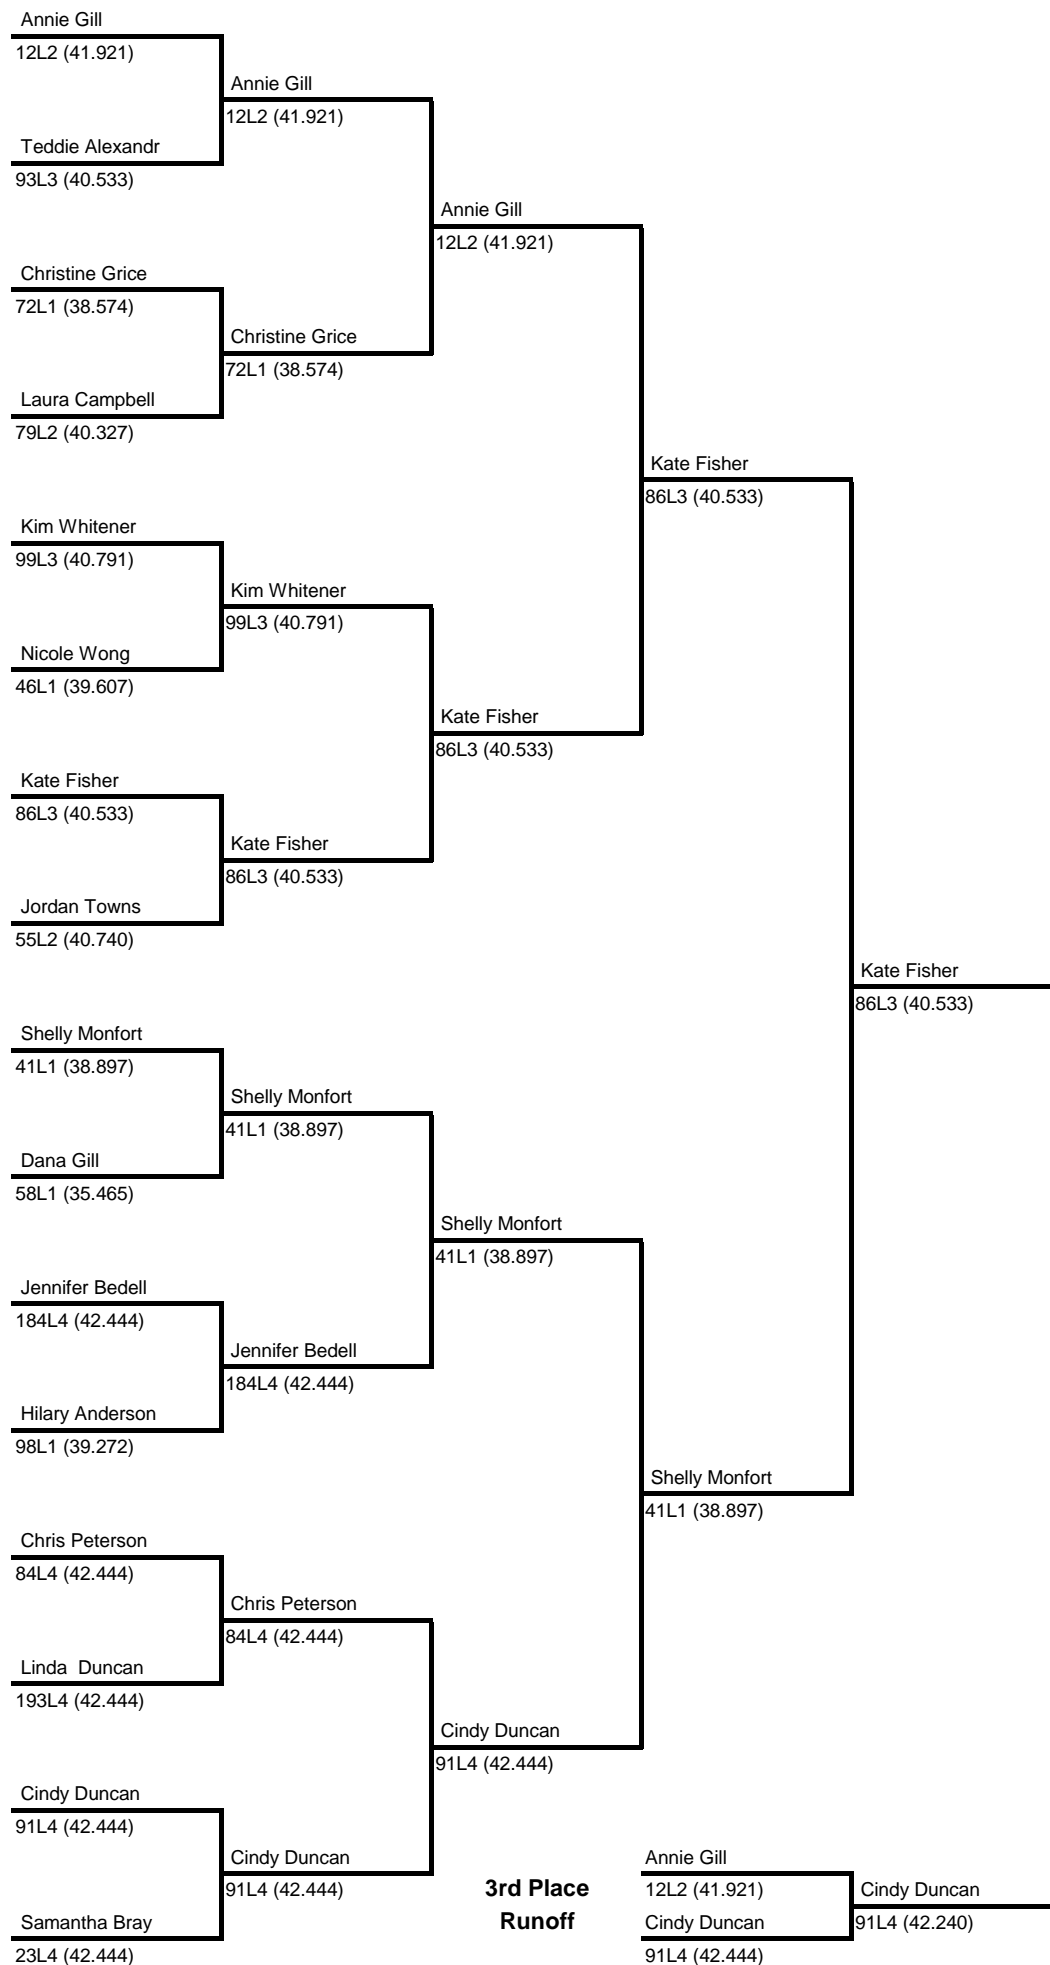 Annie Gill
12L2 (41.921)
Annie Gill
12L2 (41.921)
Teddie Alexandr
93L3 (40.533)
Annie Gill
12L2 (41.921)
Christine Grice
72L1 (38.574)
Christine Grice
72L1 (38.574)
Laura Campbell
79L2 (40.327)
Kate Fisher
86L3 (40.533)
Kim Whitener
99L3 (40.791)
Kim Whitener
99L3 (40.791)
Nicole Wong
46L1 (39.607)
Kate Fisher
86L3 (40.533)
Kate Fisher
86L3 (40.533)
Kate Fisher
86L3 (40.533)
Jordan Towns
55L2 (40.740)
Kate Fisher
86L3 (40.533)
Shelly Monfort
41L1 (38.897)
Shelly Monfort
41L1 (38.897)
Dana Gill
58L1 (35.465)
Shelly Monfort
41L1 (38.897)
Jennifer Bedell
184L4 (42.444)
Jennifer Bedell
184L4 (42.444)
Hilary Anderson
98L1 (39.272)
Shelly Monfort
41L1 (38.897)
Chris Peterson
84L4 (42.444)
Chris Peterson
84L4 (42.444)
Linda  Duncan
193L4 (42.444)
Cindy Duncan
91L4 (42.444)
Cindy Duncan
91L4 (42.444)
Cindy Duncan
91L4 (42.444)
Samantha Bray
23L4 (42.444)
3rd Place
Runoff
Annie Gill
12L2 (41.921)
Cindy Duncan
91L4 (42.444)
Cindy Duncan
91L4 (42.240)